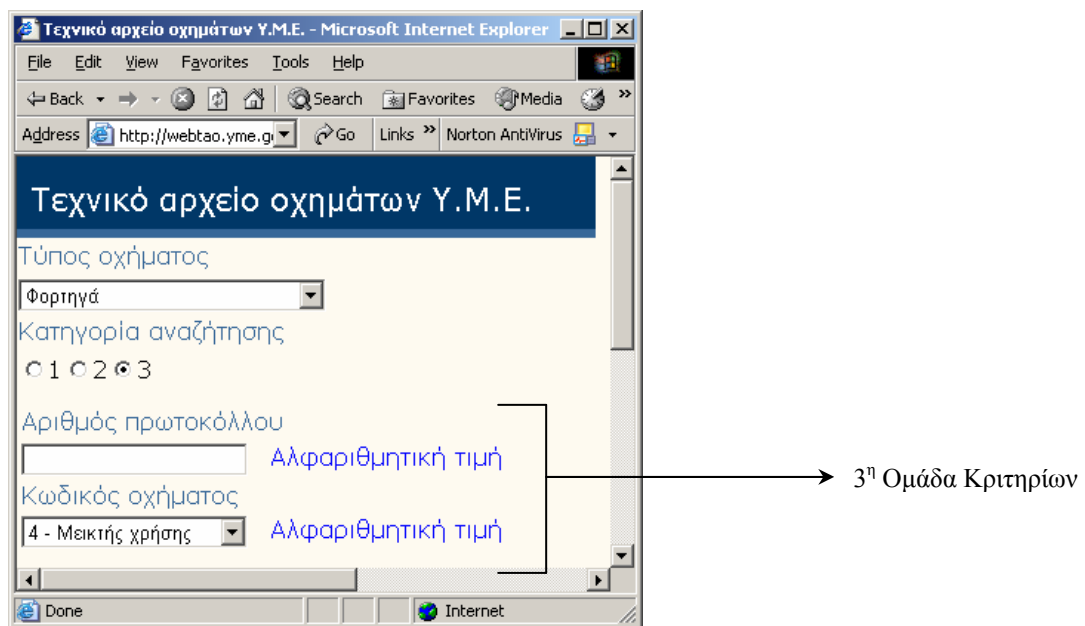 Τεχνικό αρχείο οχημάτων Υ.Μ.Ε. - Microsoft Internet Explorer
File Edit View Favorites Tools Help
Back Search Favorites Media »
Address http://webtao.yme.g Go Links » Norton AntiVirus
Τεχνικό αρχείο οχημάτων Υ.Μ.Ε.
Τύπος οχήματος
Φορτηγά
Κατηγορία αναζήτησης
1 2 3
Αριθμός πρωτοκόλλου
Αλφαριθμητική τιμή
Κωδικός οχήματος
4 - Μεικτής χρήσης Αλφαριθμητική τιμή
3η Ομάδα Κριτηρίων
Done Internet